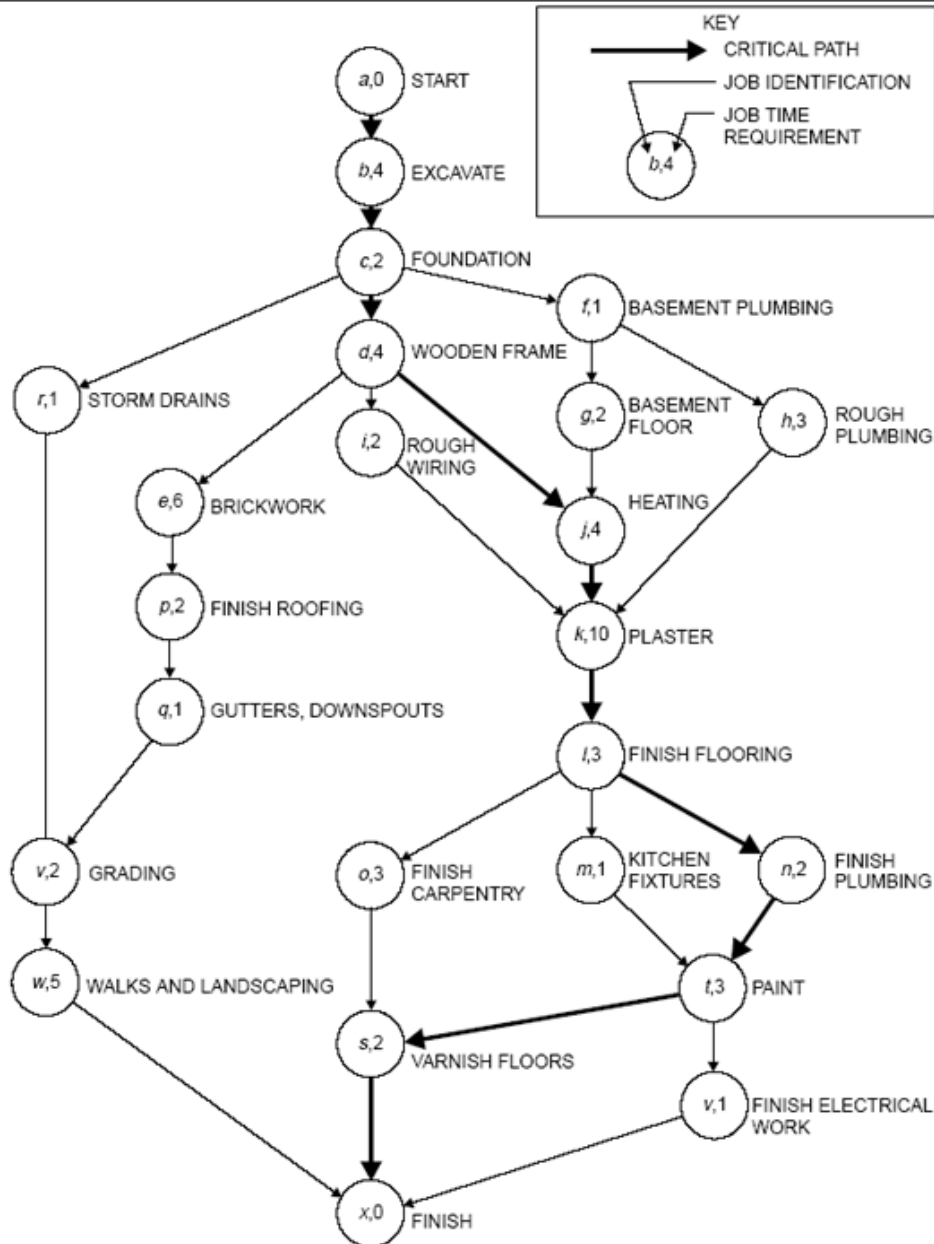 KEY
CRITICAL PATH
JOB IDENTIFICATION
JOB TIME
REQUIREMENT
b,4
a,0
START
b,4
EXCAVATE
c,2
FOUNDATION
f,1
BASEMENT PLUMBING
d,4
WOODEN FRAME
r,1
STORM DRAINS
i,2
ROUGH
WIRING
g,2
BASEMENT
FLOOR
h,3
ROUGH
PLUMBING
e,6
BRICKWORK
HEATING
j,4
p,2
FINISH ROOFING
k,10
PLASTER
q,1
GUTTERS, DOWNSPOUTS
l,3
FINISH FLOORING
v,2
GRADING
o,3
FINISH
CARPENTRY
m,1
KITCHEN
FIXTURES
n,2
FINISH
PLUMBING
w,5
WALKS AND LANDSCAPING
t,3
PAINT
s,2
VARNISH FLOORS
v,1
FINISH ELECTRICAL
WORK
x,0
FINISH